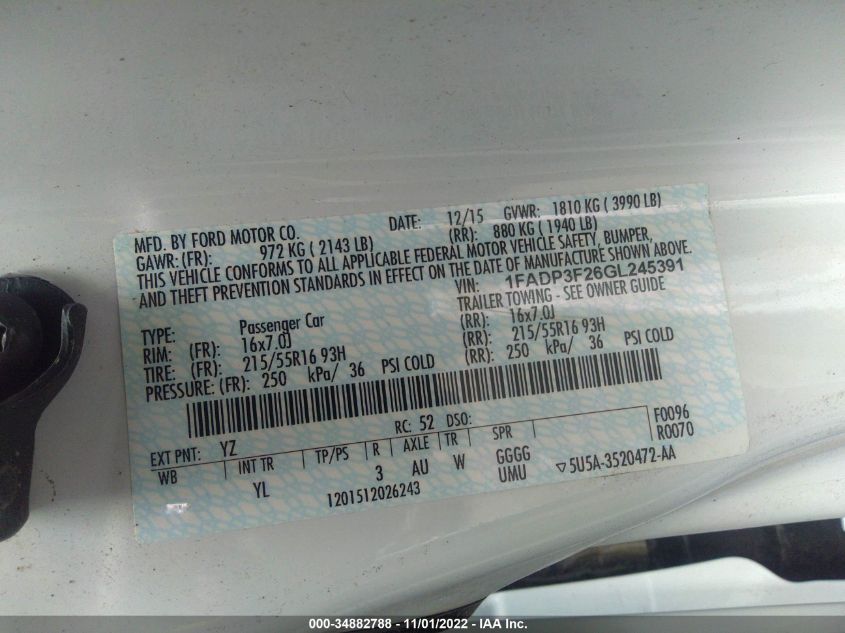 MFD. BY FORD MOTOR CO. DATE: 12/15 GVWR: 1810 KG ( 3990 LB)
GAWR: (FR): 972 KG ( 2143 LB) (RR): 880 KG ( 1940 LB)
THIS VEHICLE CONFORMS TO ALL APPLICABLE FEDERAL MOTOR VEHICLE SAFETY, BUMPER,
AND THEFT PREVENTION STANDARDS IN EFFECT ON THE DATE OF MANUFACTURE SHOWN ABOVE.
VIN: 1FADP3F26GL245391
TYPE: Passenger Car TRAILER TOWING - SEE OWNER GUIDE
RIM: (FR): 16x7.0J (RR): 16x7.0J
TIRE: (FR): 215/55R16 93H (RR): 215/55R16 93H
PRESSURE: (FR): 250 kPa/ 36 PSI COLD (RR): 250 kPa/ 36 PSI COLD
RC: 52 DSO: F0096
EXT PNT: YZ R0070
WB INT TR TP/PS R AXLE TR SPR
YL 3 AU W GGGG
UMU ▽5U5A-3520472-AA
1201512026243
000-34882788 - 11/01/2022 - IAA Inc.